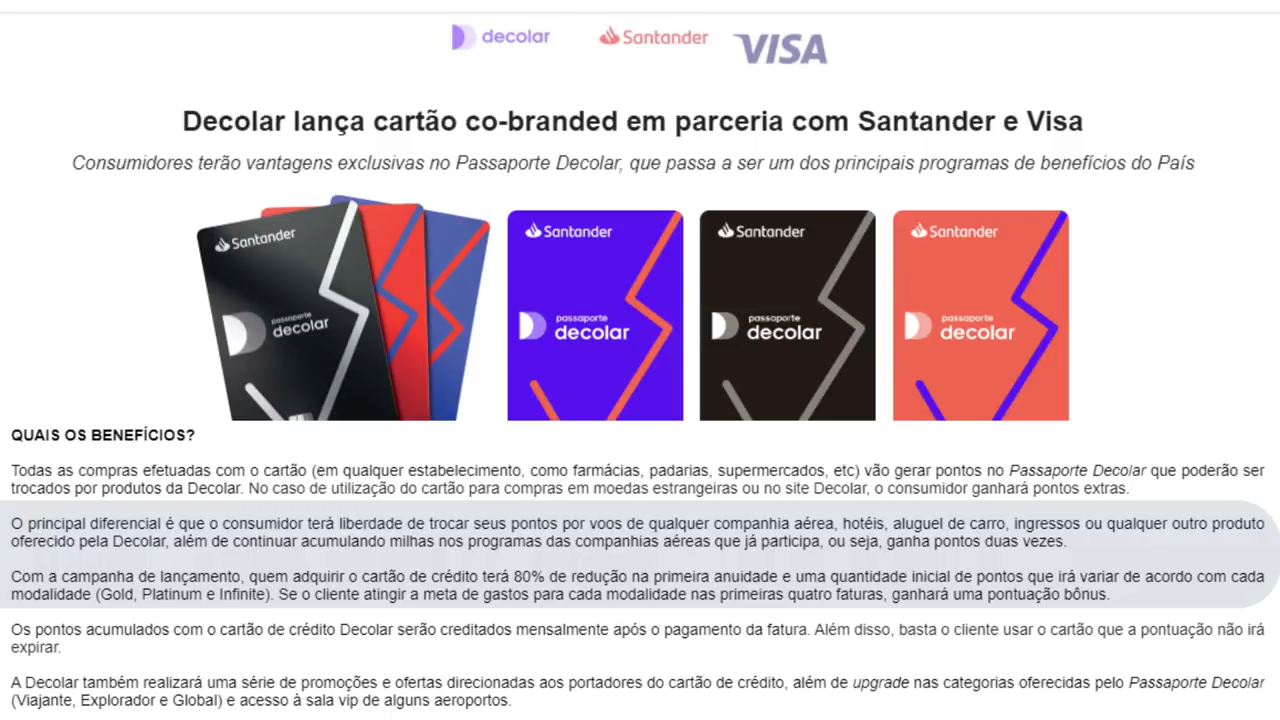 decolar Santander VISA
Decolar lança cartão co-branded em parceria com Santander e Visa
Consumidores terão vantagens exclusivas no Passaporte Decolar, que passa a ser um dos principais programas de benefícios do País
Santander
passaporte
decolar
Santander
passaporte
decolar
Santander
passaporte
decolar
Santander
passaporte
decolar
QUAIS OS BENEFÍCIOS?
Todas as compras efetuadas com o cartão (em qualquer estabelecimento, como farmácias, padarias, supermercados, etc) vão gerar pontos no Passaporte Decolar que poderão ser
trocados por produtos da Decolar. No caso de utilização do cartão para compras em moedas estrangeiras ou no site Decolar, o consumidor ganhará pontos extras.
O principal diferencial é que o consumidor terá liberdade de trocar seus pontos por voos de qualquer companhia aérea, hotéis, aluguel de carro, ingressos ou qualquer outro produto
oferecido pela Decolar, além de continuar acumulando milhas nos programas das companhias aéreas que já participa, ou seja, ganha pontos duas vezes.
Com a campanha de lançamento, quem adquirir o cartão de crédito terá 80% de redução na primeira anuidade e uma quantidade inicial de pontos que irá variar de acordo com cada
modalidade (Gold, Platinum e Infinite). Se o cliente atingir a meta de gastos para cada modalidade nas primeiras quatro faturas, ganhará uma pontuação bônus.
Os pontos acumulados com o cartão de crédito Decolar serão creditados mensalmente após o pagamento da fatura. Além disso, basta o cliente usar o cartão que a pontuação não irá
expirar.
A Decolar também realizará uma série de promoções e ofertas direcionadas aos portadores do cartão de crédito, além de upgrade nas categorias oferecidas pelo Passaporte Decolar
(Viajante, Explorador e Global) e acesso à sala vip de alguns aeroportos.